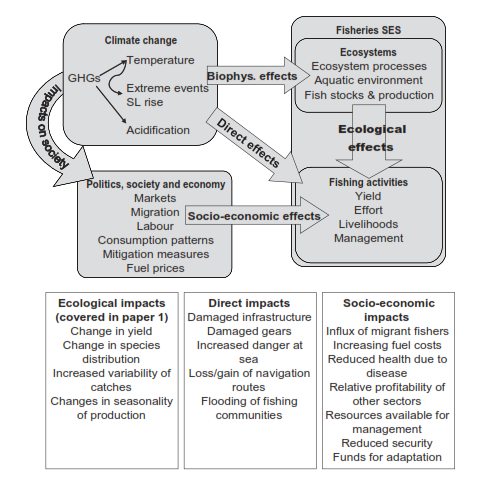 Climate change
GHGs
Temperature
Extreme events
SL rise
Acidification
Impacts on society
Biophys. effects
Direct effects
Fisheries SES
Ecosystems
Ecosystem processes
Aquatic environment
Fish stocks & production
Ecological
effects
Politics, society and economy
Markets
Migration
Labour
Consumption patterns
Mitigation measures
Fuel prices
Socio-economic effects
Fishing activities
Yield
Effort
Livelihoods
Management
Ecological impacts
(covered in paper 1)
Change in yield
Change in species
distribution
Increased variability of
catches
Changes in seasonality
of production
Direct impacts
Damaged infrastructure
Damaged gears
Increased danger at
sea
Loss/gain of navigation
routes
Flooding of fishing
communities
Socio-economic
impacts
Influx of migrant fishers
Increasing fuel costs
Reduced health due to
disease
Relative profitability of
other sectors
Resources available for
management
Reduced security
Funds for adaptation